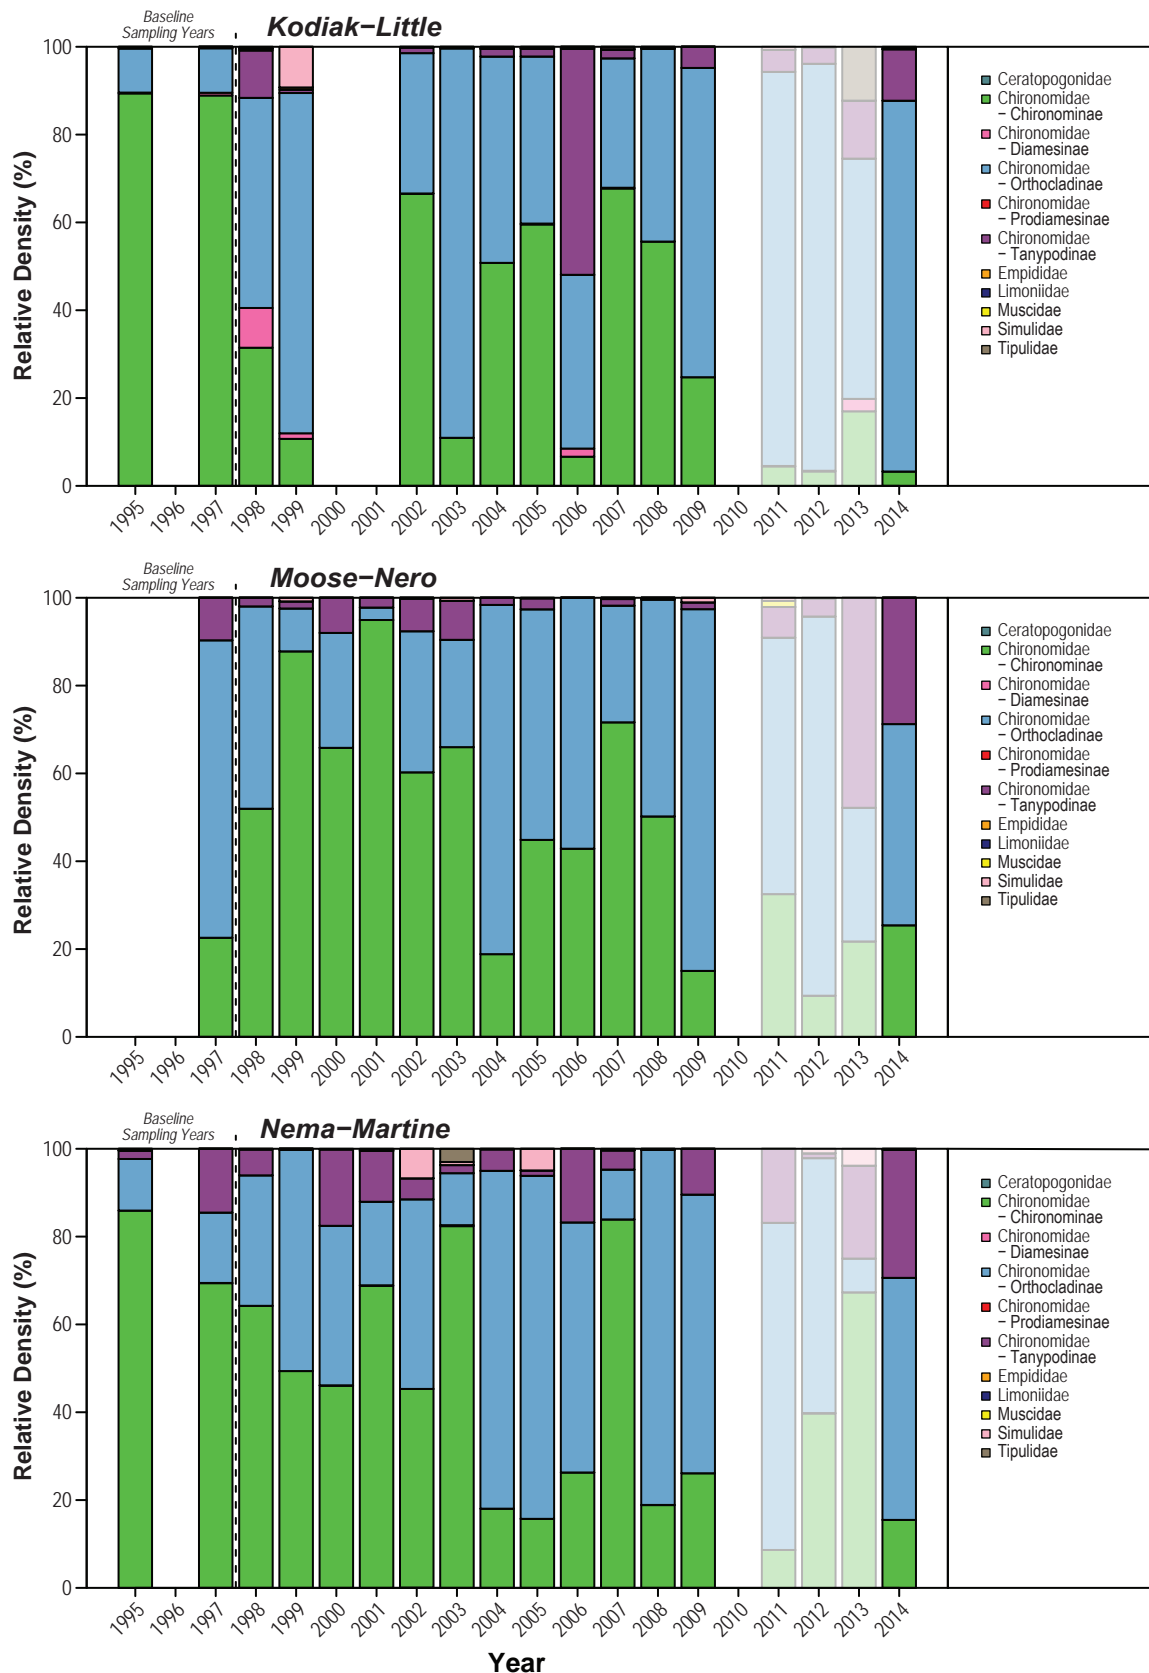 Baseline
Sampling Years
Kodiak−Little
Relative Density (%)
100
80
60
40
20
0
1995
1996
1997
1998
1999
2000
2001
2002
2003
2004
2005
2006
2007
2008
2009
2010
2011
2012
2013
2014
Ceratopogonidae
Chironomidae
− Chironominae
Chironomidae
− Diamesinae
Chironomidae
− Orthocladinae
Chironomidae
− Prodiamesinae
Chironomidae
− Tanypodinae
Empididae
Limoniidae
Muscidae
Simulidae
Tipulidae
Baseline
Sampling Years
Moose−Nero
Relative Density (%)
100
80
60
40
20
0
1995
1996
1997
1998
1999
2000
2001
2002
2003
2004
2005
2006
2007
2008
2009
2010
2011
2012
2013
2014
Ceratopogonidae
Chironomidae
− Chironominae
Chironomidae
− Diamesinae
Chironomidae
− Orthocladinae
Chironomidae
− Prodiamesinae
Chironomidae
− Tanypodinae
Empididae
Limoniidae
Muscidae
Simulidae
Tipulidae
Baseline
Sampling Years
Nema−Martine
Relative Density (%)
100
80
60
40
20
0
1995
1996
1997
1998
1999
2000
2001
2002
2003
2004
2005
2006
2007
2008
2009
2010
2011
2012
2013
2014
Year
Ceratopogonidae
Chironomidae
− Chironominae
Chironomidae
− Diamesinae
Chironomidae
− Orthocladinae
Chironomidae
− Prodiamesinae
Chironomidae
− Tanypodinae
Empididae
Limoniidae
Muscidae
Simulidae
Tipulidae